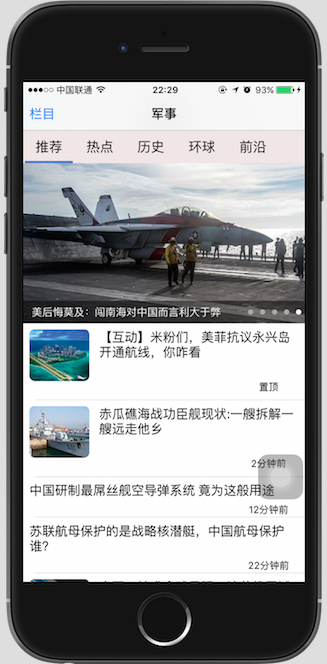 中国联通 22:29 93%
栏目 军事
推荐 热点 历史 环球 前沿
美后悔莫及：闯南海对中国而言利大于弊
【互动】米粉们，美菲抗议永兴岛
开通航线，你咋看
置顶
赤瓜礁海战功臣舰现状:一艘拆解一
艘远走他乡
2分钟前
中国研制最屌丝舰空导弹系统 竟为这般用途
12分钟前
苏联航母保护的是战略核潜艇，中国航母保护
谁？
22分钟前